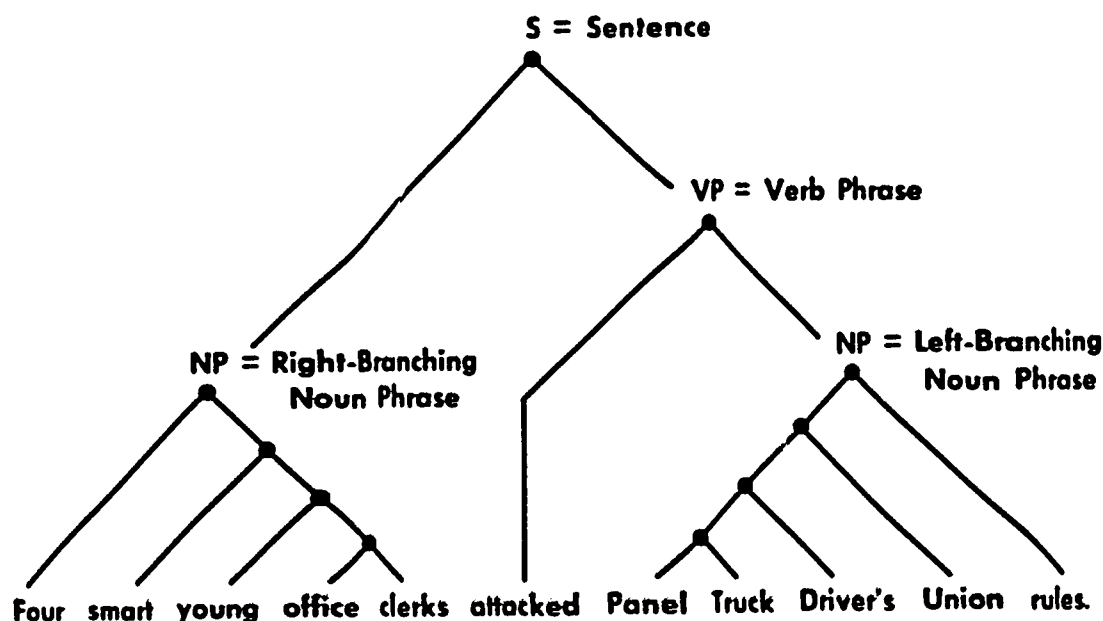 S = Sentence
VP = Verb Phrase
NP = Left-Branching
Noun Phrase
NP = Right-Branching
Noun Phrase
Four smart young office clerks attacked Panel Truck Driver's Union rules.